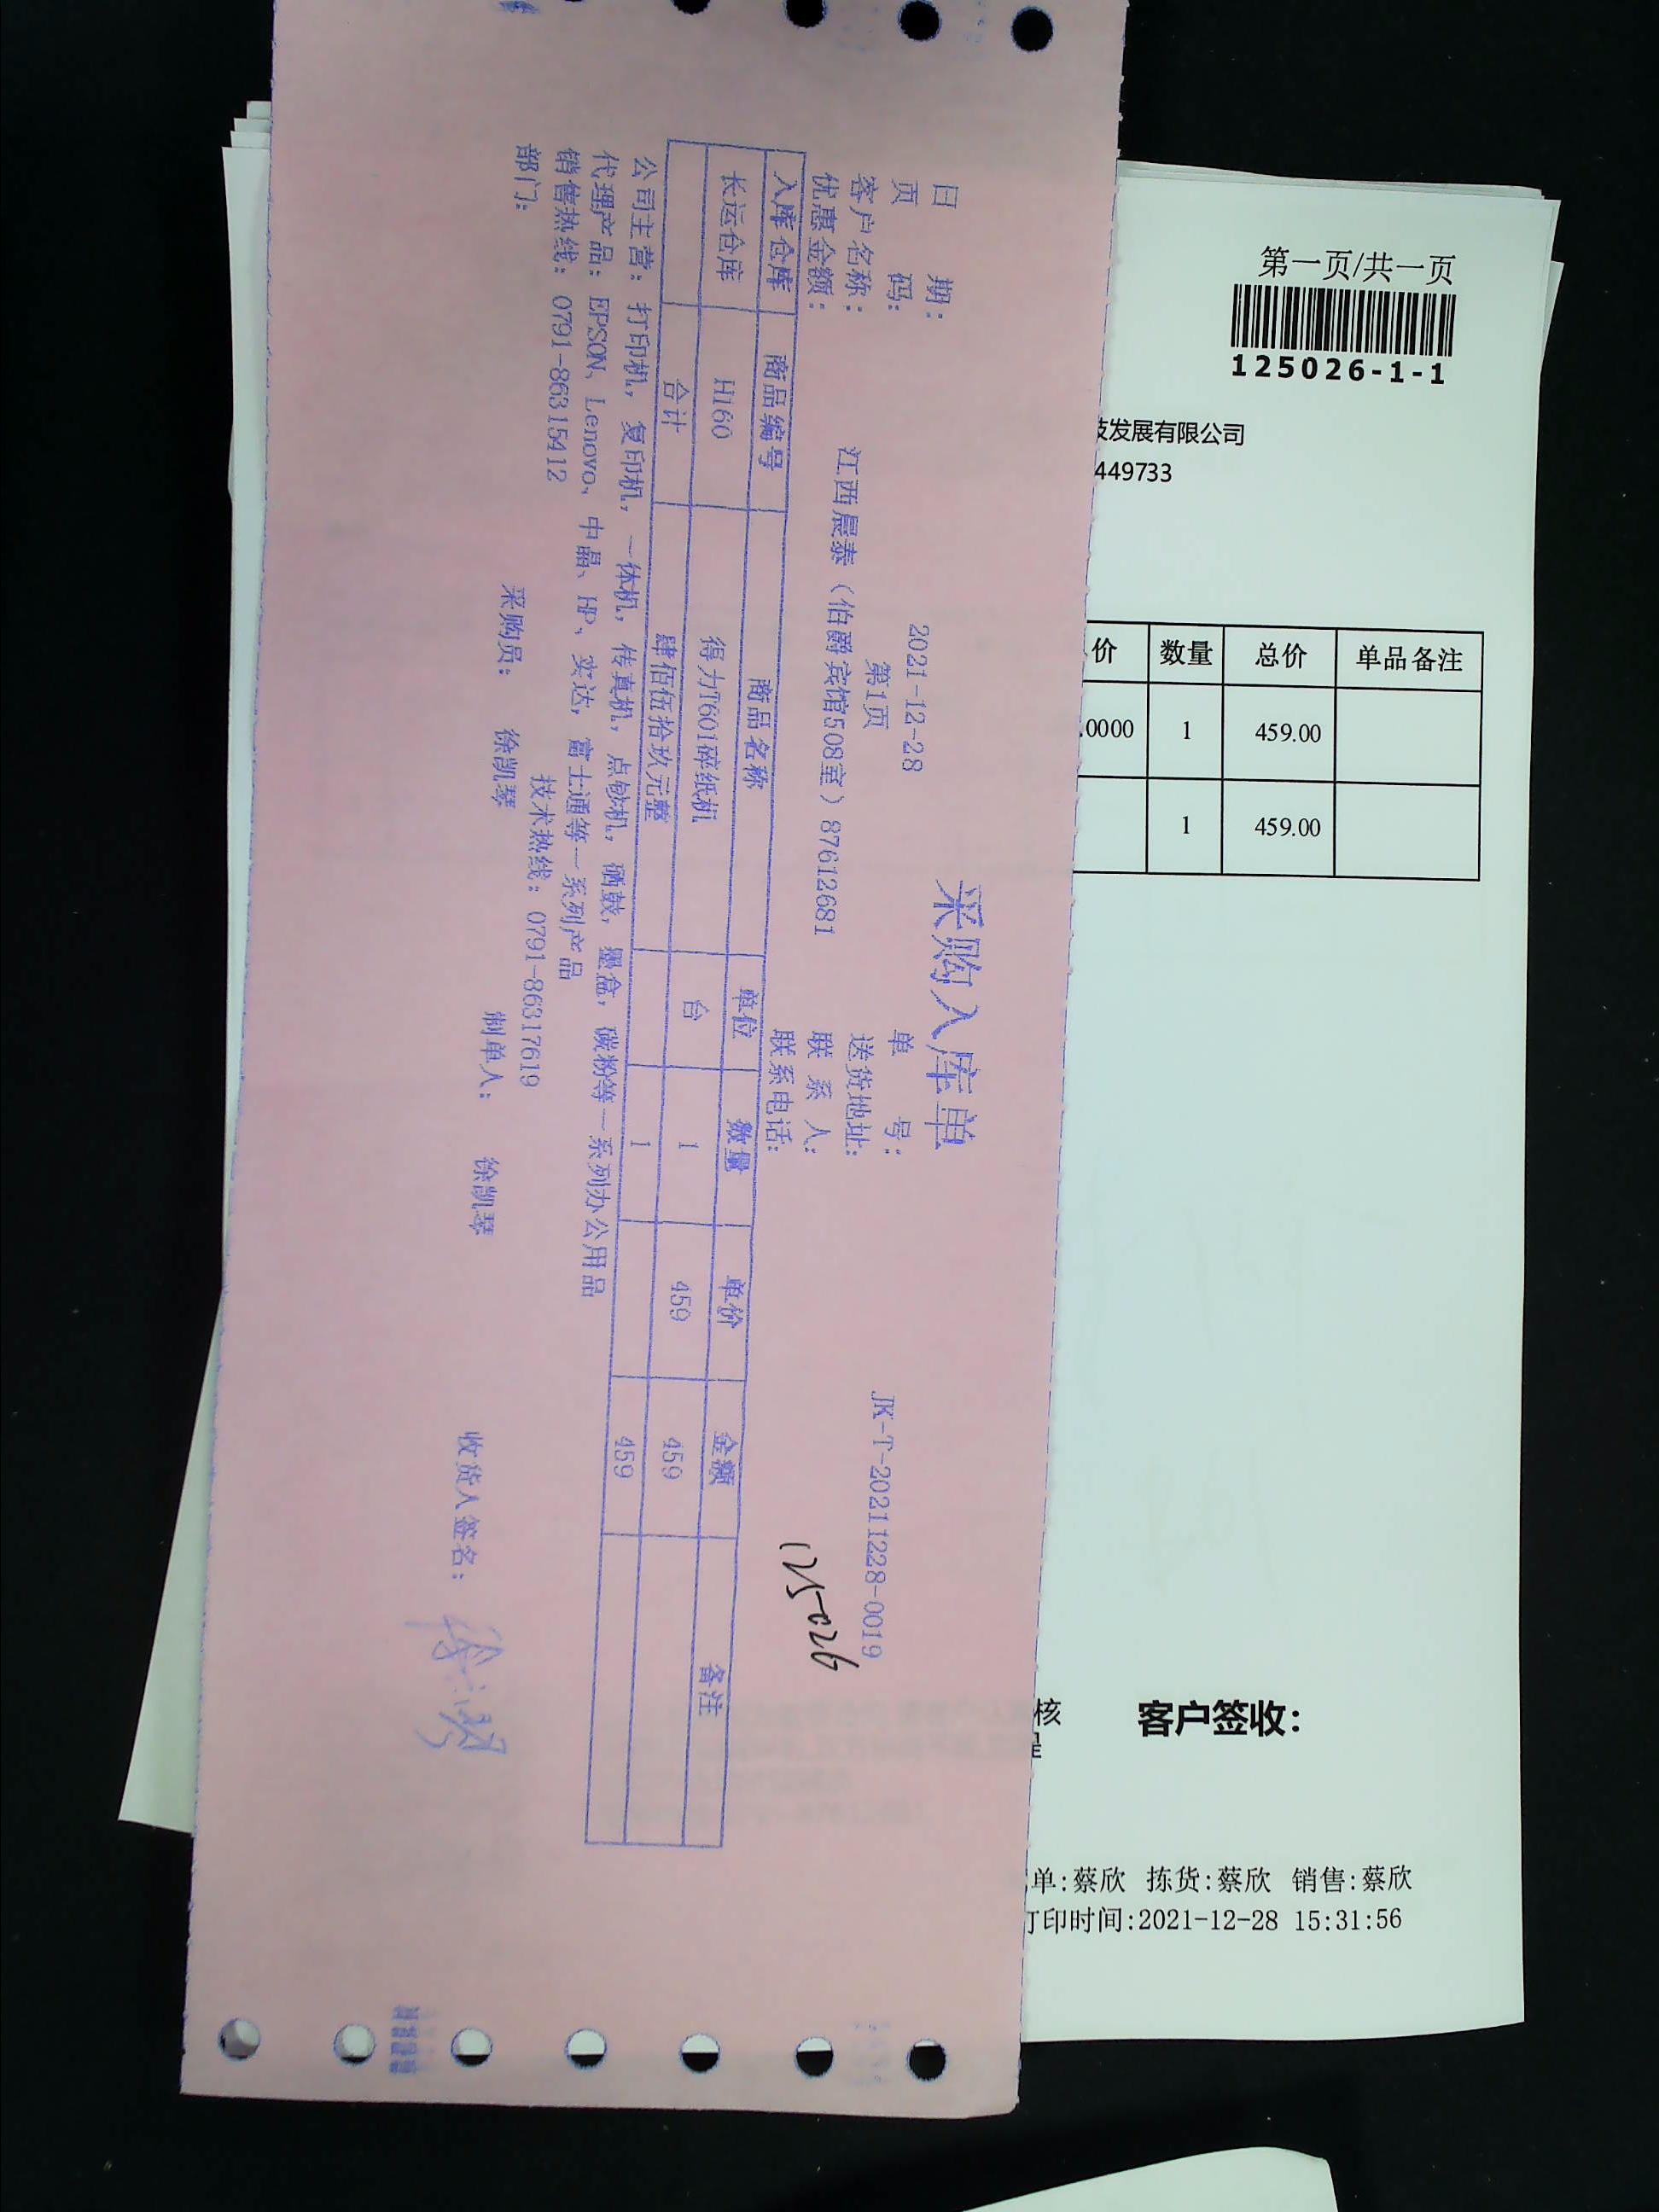 采购入库单
日期: 2021-12-28 单号: JK-T-20211228-0019
页码: 第1页 送货地址:
客户名称: 江西晨泰（伯爵宾馆508室）87612681 联系人:
优惠金额: 联系电话:
125026
入库仓库 商品编号 商品名称 单位 数量 单价 金额 备注
长运仓库 H160 得力T601碎纸机 台 1 459 459
合计 肆佰伍拾玖元整 1 459
公司主营: 打印机, 复印机, 一体机, 传真机, 点钞机, 硒鼓, 墨盒, 碳粉等一系列办公用品
代理产品: EPSON、Lenovo、中晶、HP、实达, 富士通等一系列产品
销售热线: 0791-86315412 技术热线: 0791-86317619
部门: 采购员: 徐凯琴 制单人: 徐凯琴 收货人签名:
第一页/共一页
125026-1-1
技发展有限公司
449733
价 数量 总价 单品备注
.0000 1 459.00
1 459.00
核 客户签收:
单:蔡欣 拣货:蔡欣 销售:蔡欣
打印时间:2021-12-28 15:31:56